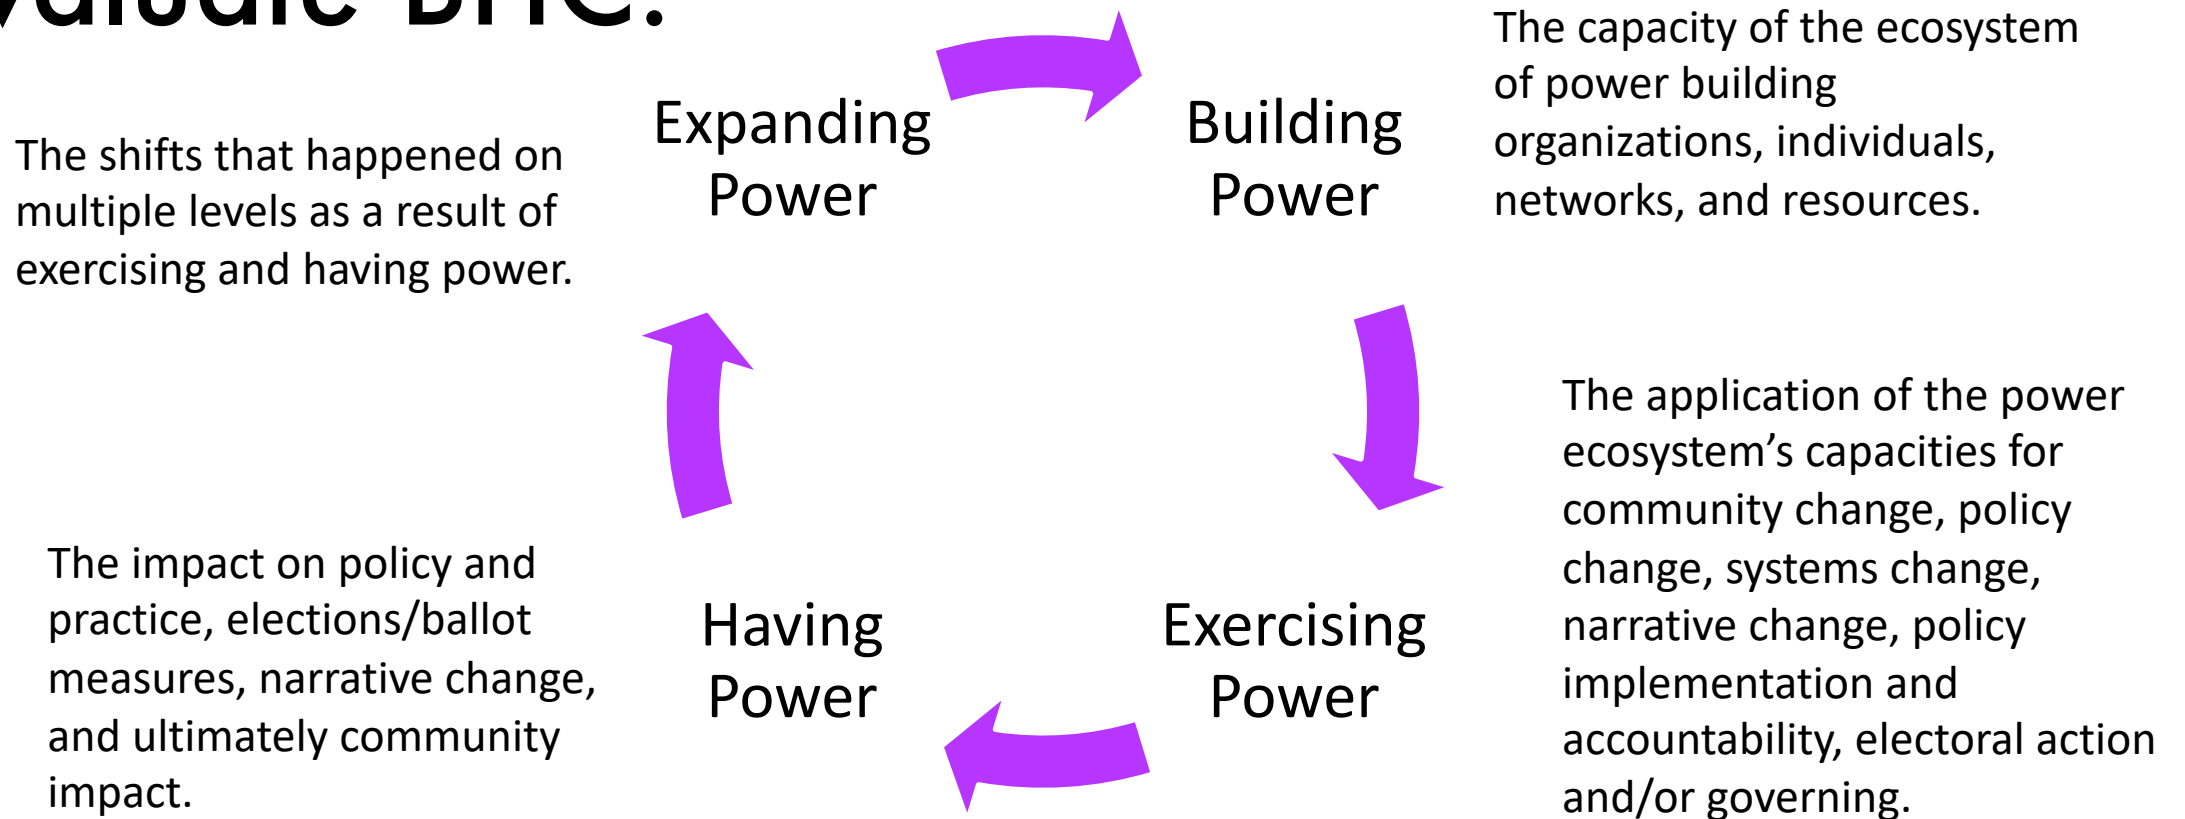 BHC.
Expanding
Power
The shifts that happened on
multiple levels as a result of
exercising and having power.
Building
Power
The capacity of the ecosystem
of power building
organizations, individuals,
networks, and resources.
Exercising
Power
The application of the power
ecosystem’s capacities for
community change, policy
change, systems change,
narrative change, policy
implementation and
accountability, electoral action
and/or governing.
Having
Power
The impact on policy and
practice, elections/ballot
measures, narrative change,
and ultimately community
impact.